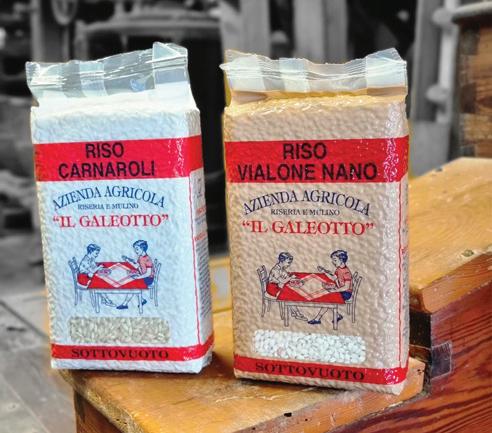 RISO
CARNAROLI
AZIENDA AGRICOLA
RISERIA E MULINO
"IL GALEOTTO"
SOTTOVUOTO
RISO
VIALONE NANO
AZIENDA AGRICOLA
RISERIA E MULINO
"IL GALEOTTO"
SOTTOVUOTO